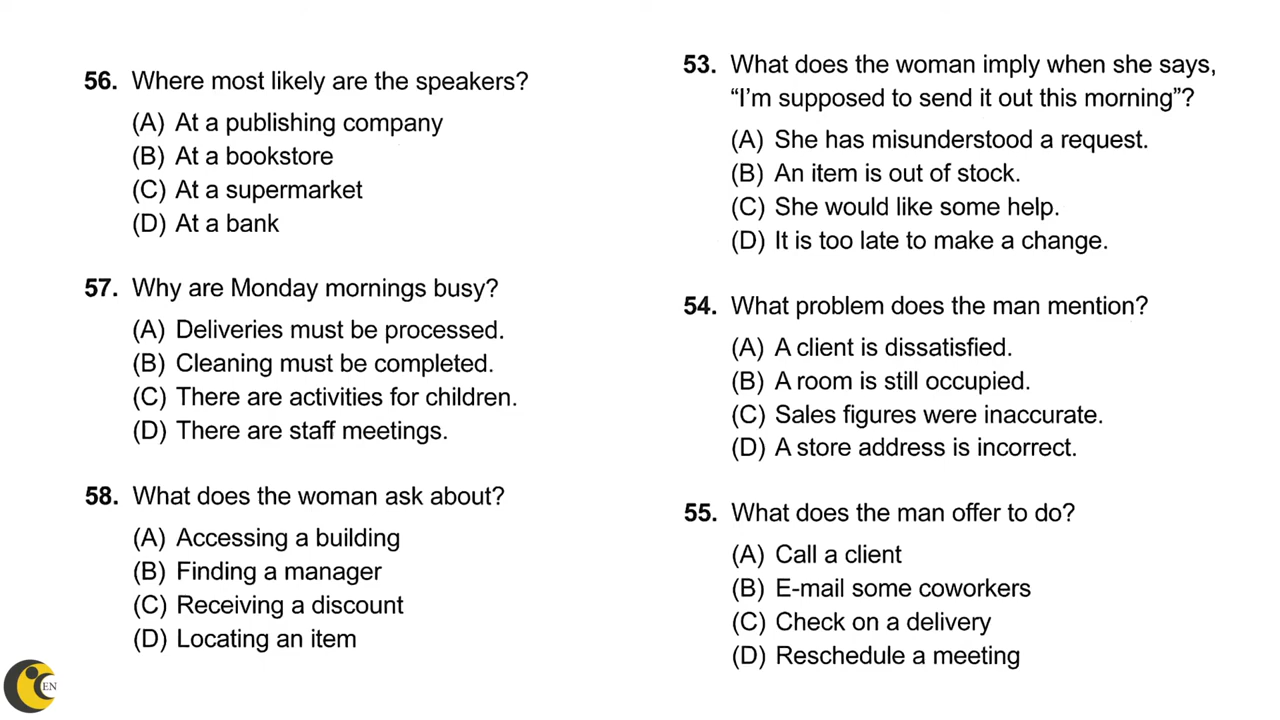 56. Where most likely are the speakers?
(A) At a publishing company
(B) At a bookstore
(C) At a supermarket
(D) At a bank
57. Why are Monday mornings busy?
(A) Deliveries must be processed.
(B) Cleaning must be completed.
(C) There are activities for children.
(D) There are staff meetings.
58. What does the woman ask about?
(A) Accessing a building
(B) Finding a manager
(C) Receiving a discount
(D) Locating an item
EN
53. What does the woman imply when she says,
“I’m supposed to send it out this morning”?
(A) She has misunderstood a request.
(B) An item is out of stock.
(C) She would like some help.
(D) It is too late to make a change.
54. What problem does the man mention?
(A) A client is dissatisfied.
(B) A room is still occupied.
(C) Sales figures were inaccurate.
(D) A store address is incorrect.
55. What does the man offer to do?
(A) Call a client
(B) E-mail some coworkers
(C) Check on a delivery
(D) Reschedule a meeting